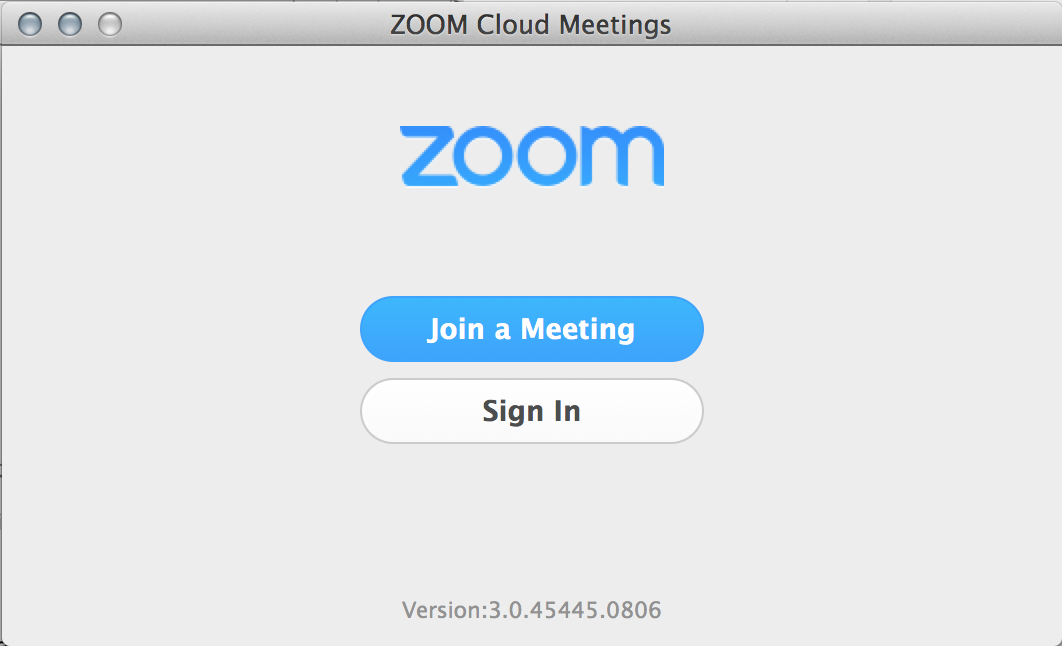 ZOOM Cloud Meetings
zoom
Join a Meeting
Sign In
Version:3.0.45445.0806